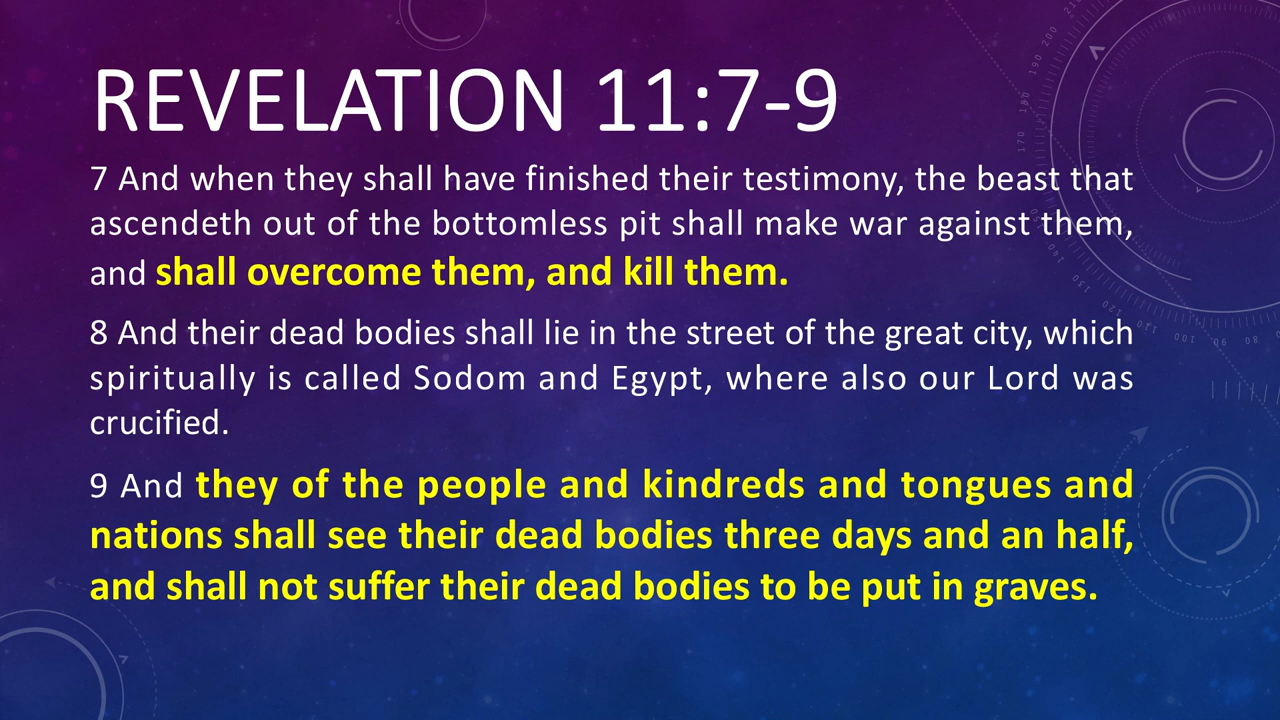 REVELATION 11:7-9
7 And when they shall have finished their testimony, the beast that
ascendeth out of the bottomless pit shall make war against them,
and shall overcome them, and kill them.
8 And their dead bodies shall lie in the street of the great city, which
spiritually is called Sodom and Egypt, where also our Lord was
crucified.
9 And they of the people and kindreds and tongues and
nations shall see their dead bodies three days and an half,
and shall not suffer their dead bodies to be put in graves.